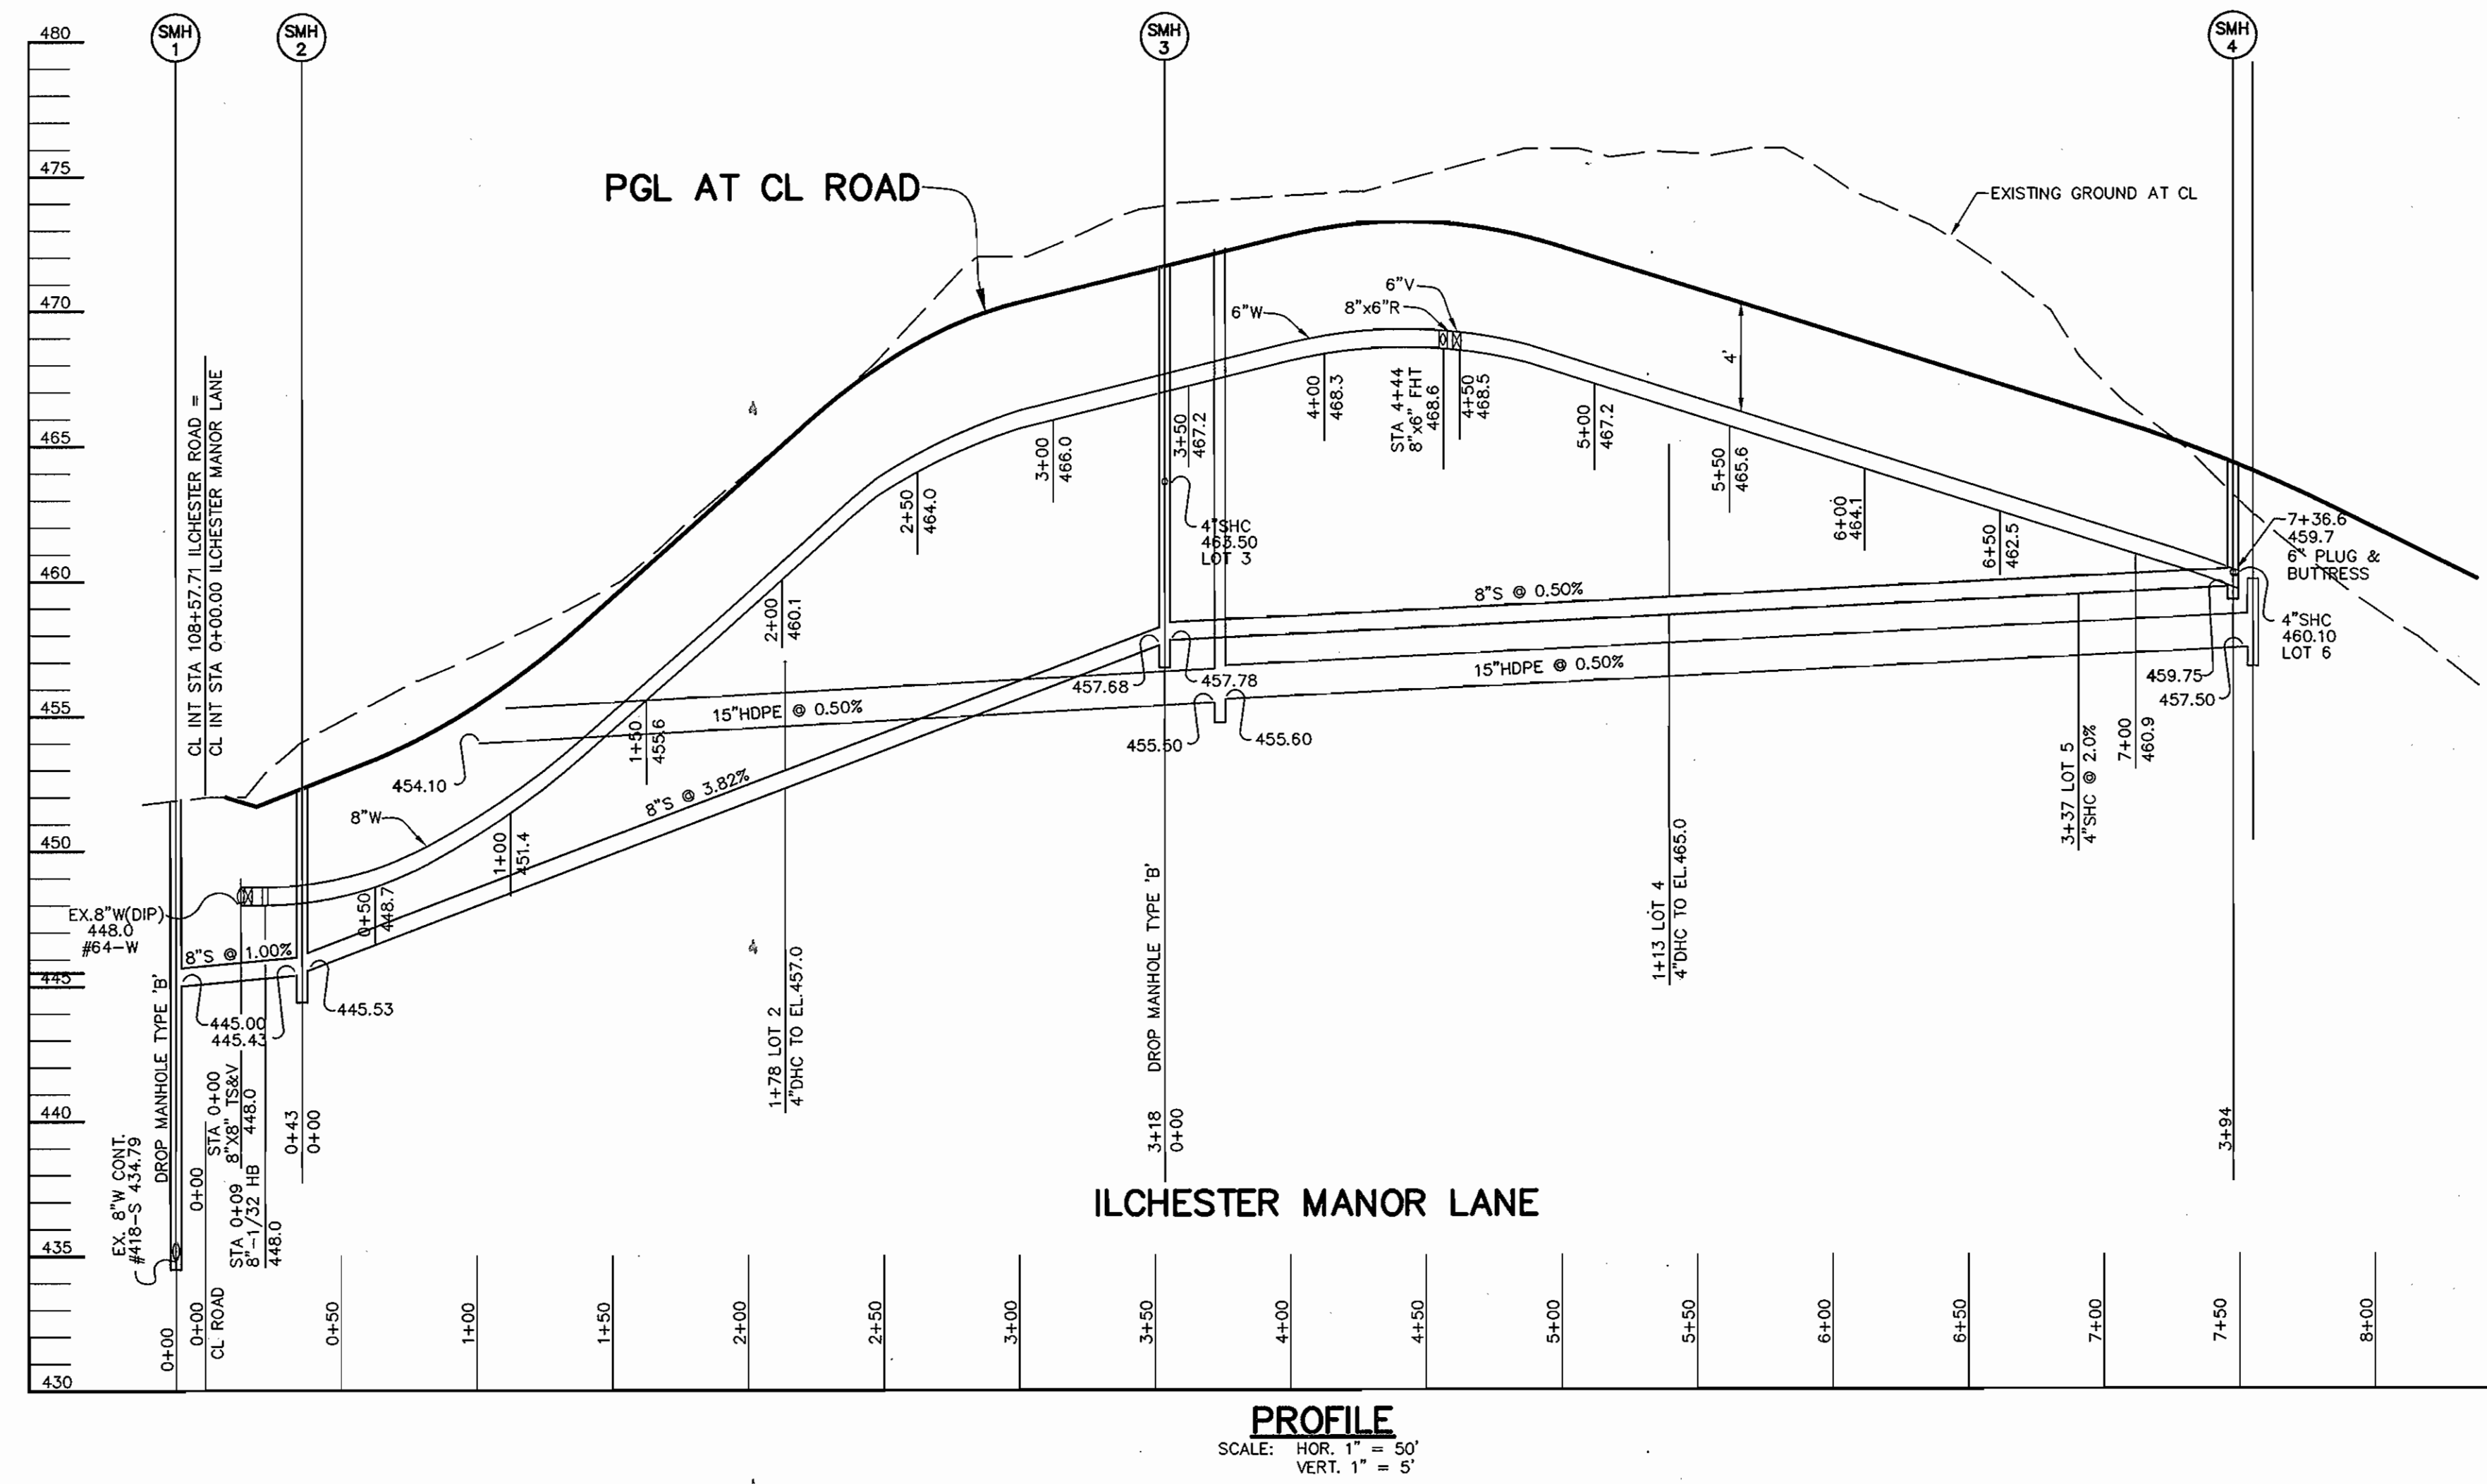 SMH
1
SMH
2
SMH
3
SMH
4
480
475
470
465
460
455
450
445
440
435
430
PGL AT CL ROAD
EXISTING GROUND AT CL
6"V
8"x6"R
6"W
4'
CL INT STA 108+57.71 ILCHESTER ROAD =
CL INT STA 0+00.00 ILCHESTER MANOR LANE
0+50
448.7
1+00
451.4
1+50
455.6
2+00
460.1
2+50
464.0
3+00
466.0
3+50
467.2
4+00
468.3
STA 4+44
8"x6" FHT
468.6
4+50
468.5
5+00
467.2
5+50
465.6
6+00
464.1
6+50
462.5
7+00
460.9
7+36.6
459.7
6" PLUG &
BUTTRESS
4"SHC
463.50
LOT 3
4"SHC
460.10
LOT 6
8"S @ 0.50%
15"HDPE @ 0.50%
15"HDPE @ 0.50%
457.68
457.78
455.50
455.60
459.75
457.50
454.10
8"W
8"S @ 3.82%
EX.8"W(DIP)
448.0
#64-W
8"S @ 1.00%
445.00
445.43
445.53
DROP MANHOLE TYPE 'B'
EX. 8"W CONT.
#418-S 434.79
0+00
STA 0+00
8"X8" TS&V
448.0
STA 0+09
8"-1/32 HB
448.0
0+43
0+00
1+78 LOT 2
4"DHC TO EL.457.0
DROP MANHOLE TYPE 'B'
3+18
0+00
1+13 LOT 4
4"DHC TO EL.465.0
3+37 LOT 5
4"SHC @ 2.0%
3+94
ILCHESTER MANOR LANE
0+00
0+00
CL ROAD
0+50
1+00
1+50
2+00
2+50
3+00
3+50
4+00
4+50
5+00
5+50
6+00
6+50
7+00
7+50
8+00
PROFILE
SCALE: HOR. 1" = 50'
VERT. 1" = 5'